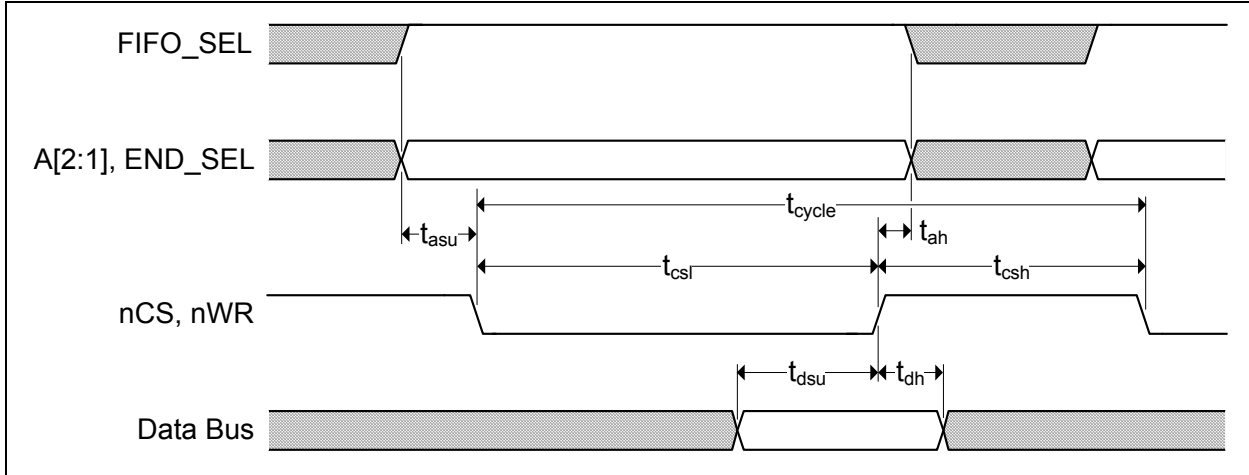 FIFO_SEL
A[2:1], END_SEL
tcycle
tasu
tah
tcsl
tcsh
nCS, nWR
tdsu
tdh
Data Bus